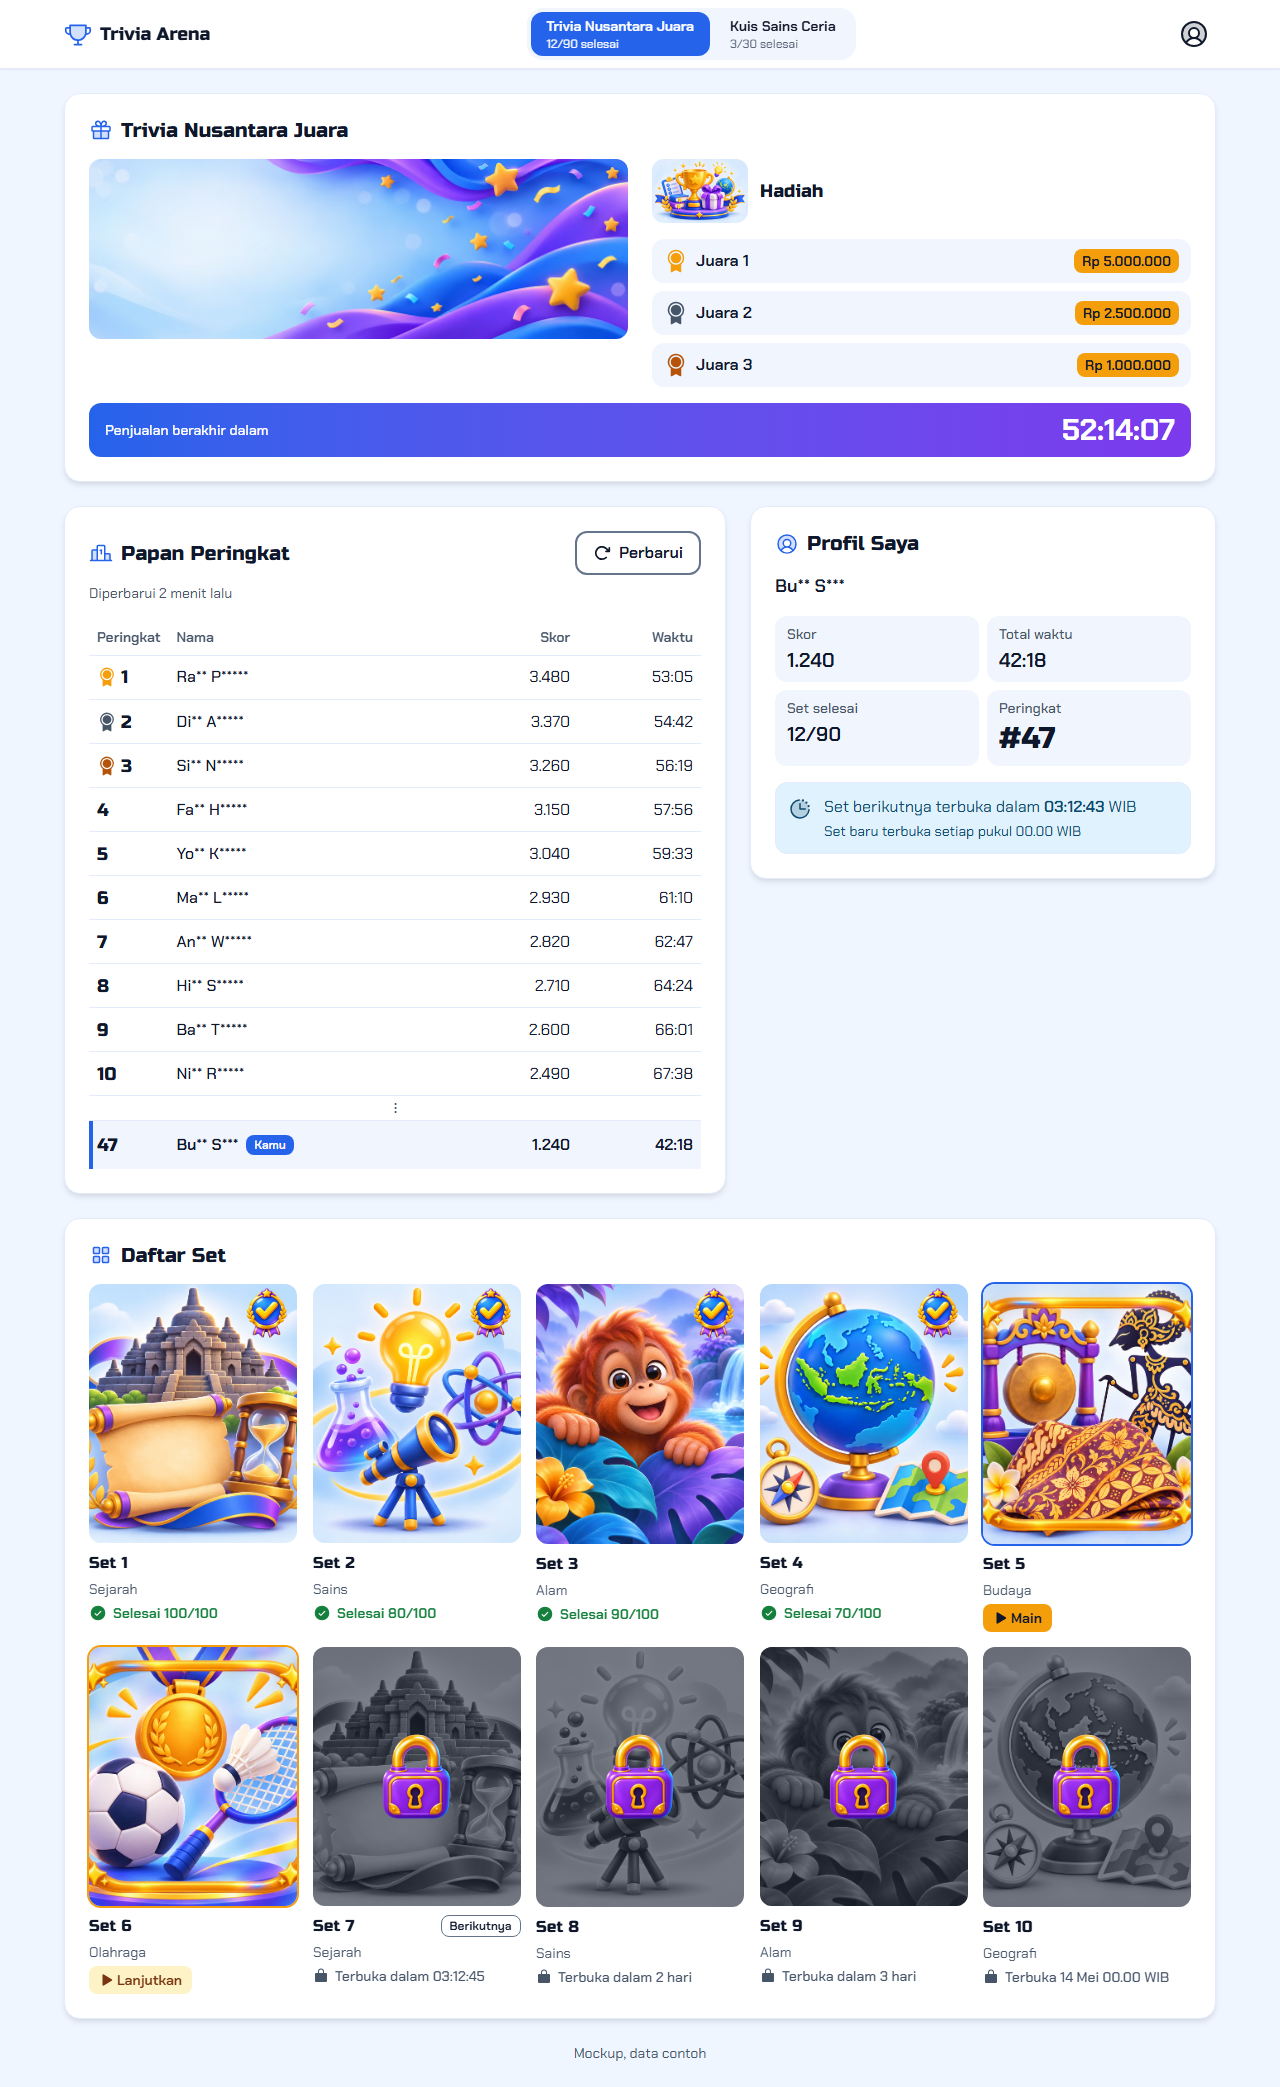 Trivia Arena
Trivia Nusantara Juara
12/90 selesai
Kuis Sains Ceria
3/30 selesai
Trivia Nusantara Juara
Hadiah
Juara 1
Rp 5.000.000
Juara 2
Rp 2.500.000
Juara 3
Rp 1.000.000
Penjualan berakhir dalam
52:14:07
Papan Peringkat
Perbarui
Diperbarui 2 menit lalu
Peringkat Nama Skor Waktu
1 Ra** P***** 3.480 53:05
2 Di** A***** 3.370 54:42
3 Si** N***** 3.260 56:19
4 Fa** H***** 3.150 57:56
5 Yo** K***** 3.040 59:33
6 Ma** L***** 2.930 61:10
7 An** W***** 2.820 62:47
8 Hi** S***** 2.710 64:24
9 Ba** T***** 2.600 66:01
10 Ni** R***** 2.490 67:38
⋮
47 Bu** S*** Kamu 1.240 42:18
Profil Saya
Bu** S***
Skor
1.240
Total waktu
42:18
Set selesai
12/90
Peringkat
#47
Set berikutnya terbuka dalam 03:12:43 WIB
Set baru terbuka setiap pukul 00.00 WIB
Daftar Set
Set 1
Sejarah
Selesai 100/100
Set 2
Sains
Selesai 80/100
Set 3
Alam
Selesai 90/100
Set 4
Geografi
Selesai 70/100
Set 5
Budaya
Main
Set 6
Olahraga
Lanjutkan
Set 7
Berikutnya
Sejarah
Terbuka dalam 03:12:45
Set 8
Sains
Terbuka dalam 2 hari
Set 9
Alam
Terbuka dalam 3 hari
Set 10
Geografi
Terbuka 14 Mei 00.00 WIB
Mockup, data contoh